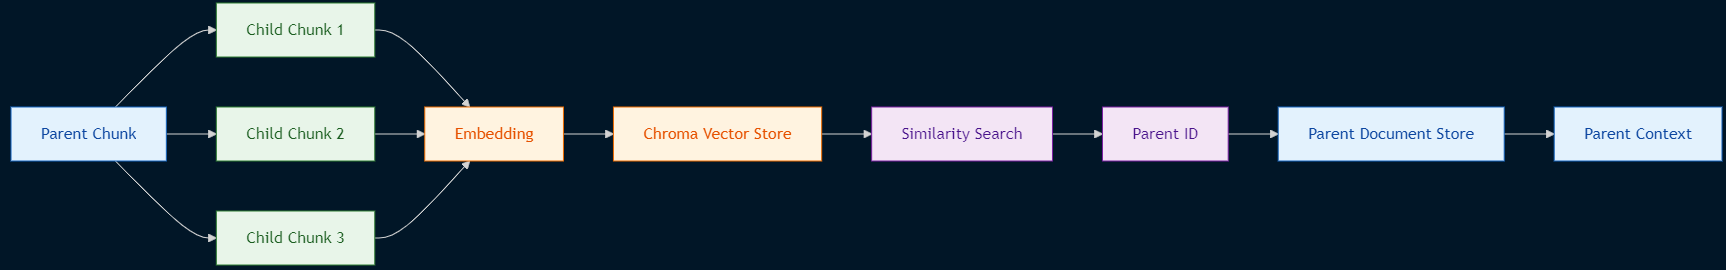 Child Chunk 1
Parent Chunk
Child Chunk 2
Embedding
Chroma Vector Store
Similarity Search
Parent ID
Parent Document Store
Parent Context
Child Chunk 3